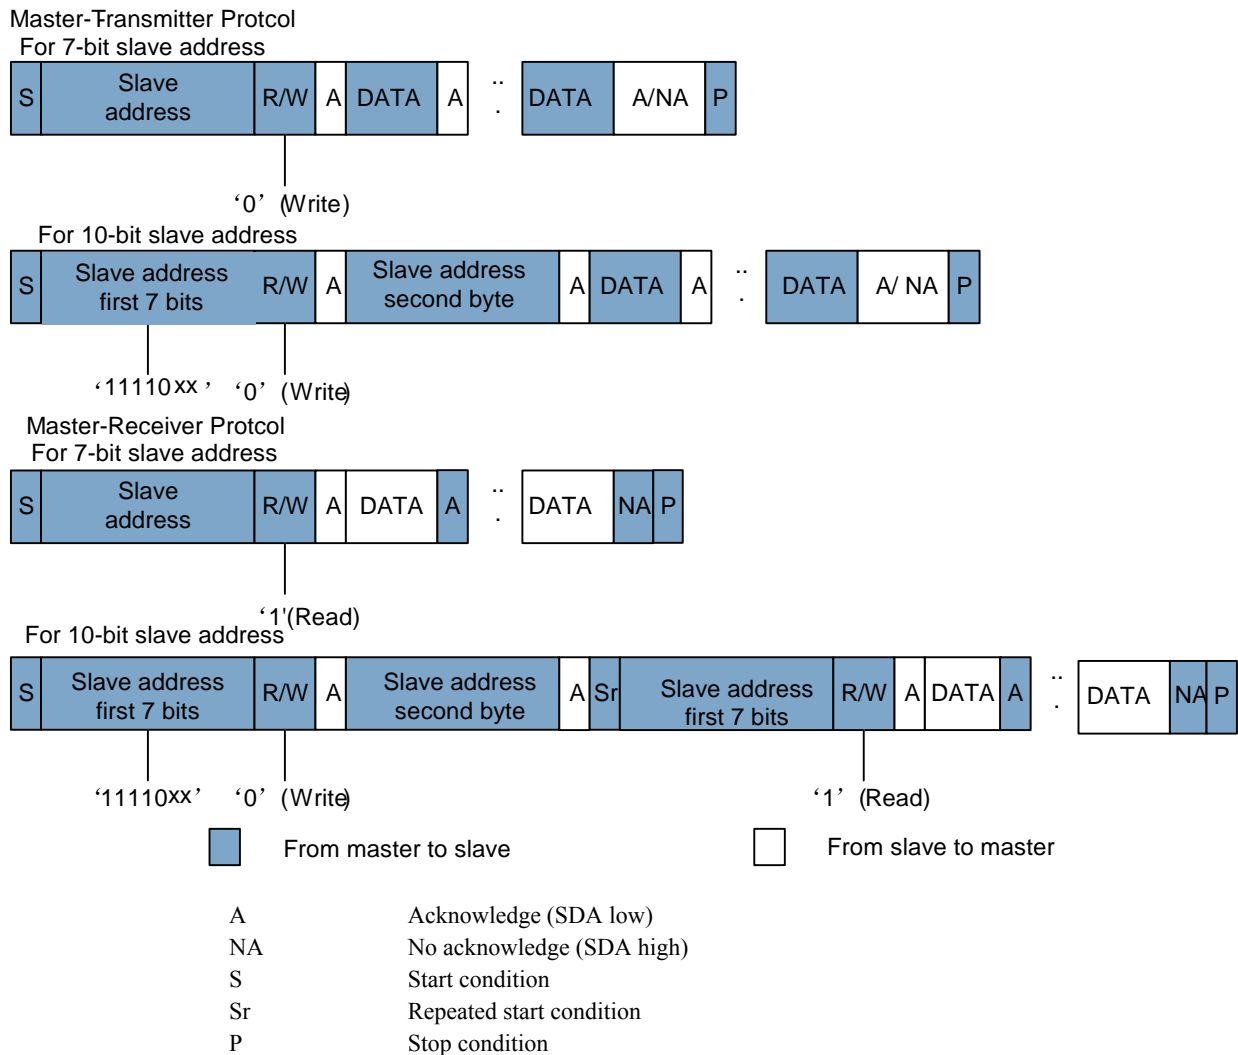 Master-Transmitter Protcol
For 7-bit slave address
S Slave address R/W A DATA A ... DATA A/NA P
‘0’ (Write)
For 10-bit slave address
S Slave address first 7 bits R/W A Slave address second byte A DATA A ... DATA A/ NA P
‘11110xx’ ‘0’ (Write)
Master-Receiver Protcol
For 7-bit slave address
S Slave address R/W A DATA A ... DATA NA P
‘1'(Read)
For 10-bit slave address
S Slave address first 7 bits R/W A Slave address second byte A Sr Slave address first 7 bits R/W A DATA A ... DATA NA P
‘11110xx’ ‘0’ (Write) ‘1’ (Read)
From master to slave From slave to master
A Acknowledge (SDA low)
NA No acknowledge (SDA high)
S Start condition
Sr Repeated start condition
P Stop condition